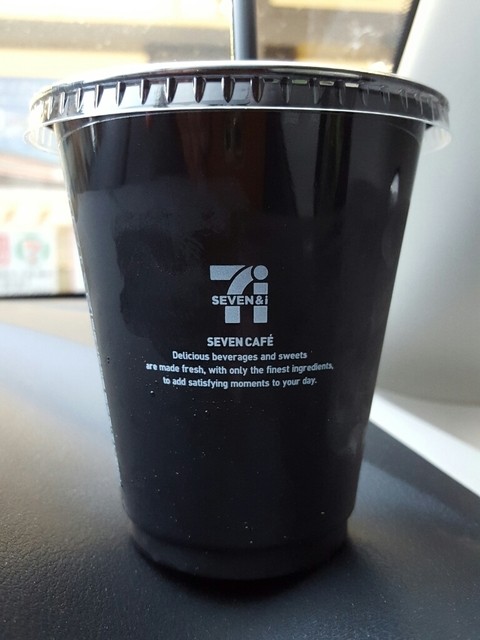 7i
SEVEN&i
SEVEN CAFÉ
Delicious beverages and sweets
are made fresh, with only the finest ingredients,
to add satisfying moments to your day.